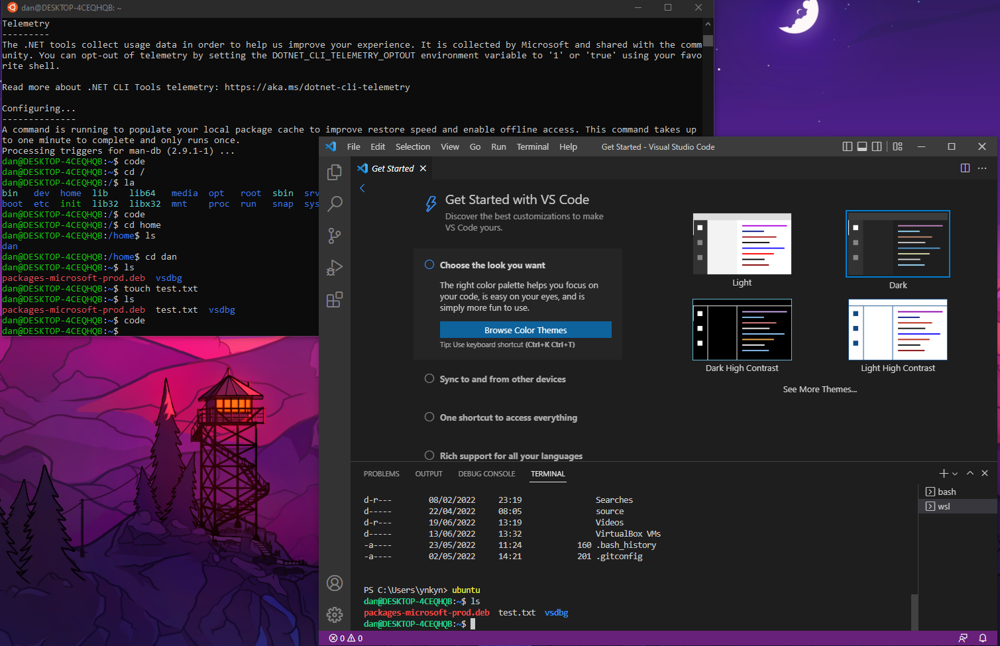 dan@DESKTOP-4CEQHQB: ~
Telemetry
---------
The .NET tools collect usage data in order to help us improve your experience. It is collected by Microsoft and shared with the comm
unity. You can opt-out of telemetry by setting the DOTNET_CLI_TELEMETRY_OPTOUT environment variable to '1' or 'true' using your favo
rite shell.
Read more about .NET CLI Tools telemetry: https://aka.ms/dotnet-cli-telemetry
Configuring...
--------------
A command is running to populate your local package cache to improve restore speed and enable offline access. This command takes up
to one minute to complete and only runs once.
Processing triggers for man-db (2.9.1-1) ...
dan@DESKTOP-4CEQHQB:~$ code
dan@DESKTOP-4CEQHQB:~$ cd /
dan@DESKTOP-4CEQHQB:/$ la
bin dev home lib lib64 media opt root sbin srv
boot etc init lib32 libx32 mnt proc run snap sys
dan@DESKTOP-4CEQHQB:/$ code
dan@DESKTOP-4CEQHQB:/$ cd home
dan@DESKTOP-4CEQHQB:/home$ ls
dan
dan@DESKTOP-4CEQHQB:/home$ cd dan
dan@DESKTOP-4CEQHQB:~$ ls
packages-microsoft-prod.deb vsdbg
dan@DESKTOP-4CEQHQB:~$ touch test.txt
dan@DESKTOP-4CEQHQB:~$ ls
packages-microsoft-prod.deb test.txt vsdbg
dan@DESKTOP-4CEQHQB:~$ code
dan@DESKTOP-4CEQHQB:~$
File Edit Selection View Go Run Terminal Help Get Started - Visual Studio Code
Get Started
Get Started with VS Code
Discover the best customizations to make
VS Code yours.
Choose the look you want
The right color palette helps you focus on
your code, is easy on your eyes, and is
simply more fun to use.
Browse Color Themes
Tip: Use keyboard shortcut (Ctrl+K Ctrl+T)
Sync to and from other devices
One shortcut to access everything
Rich support for all your languages
Light
Dark
Dark High Contrast
Light High Contrast
See More Themes...
PROBLEMS OUTPUT DEBUG CONSOLE TERMINAL
d-r--- 08/02/2022 23:19 Searches
d----- 22/04/2022 08:05 source
d-r--- 19/06/2022 13:19 Videos
d----- 13/06/2022 13:32 VirtualBox VMs
-a---- 23/05/2022 11:24 160 .bash_history
-a---- 02/05/2022 14:21 201 .gitconfig
PS C:\Users\ynkyn> ubuntu
dan@DESKTOP-4CEQHQB:~$ ls
packages-microsoft-prod.deb test.txt vsdbg
dan@DESKTOP-4CEQHQB:~$
bash
wsl
0 0